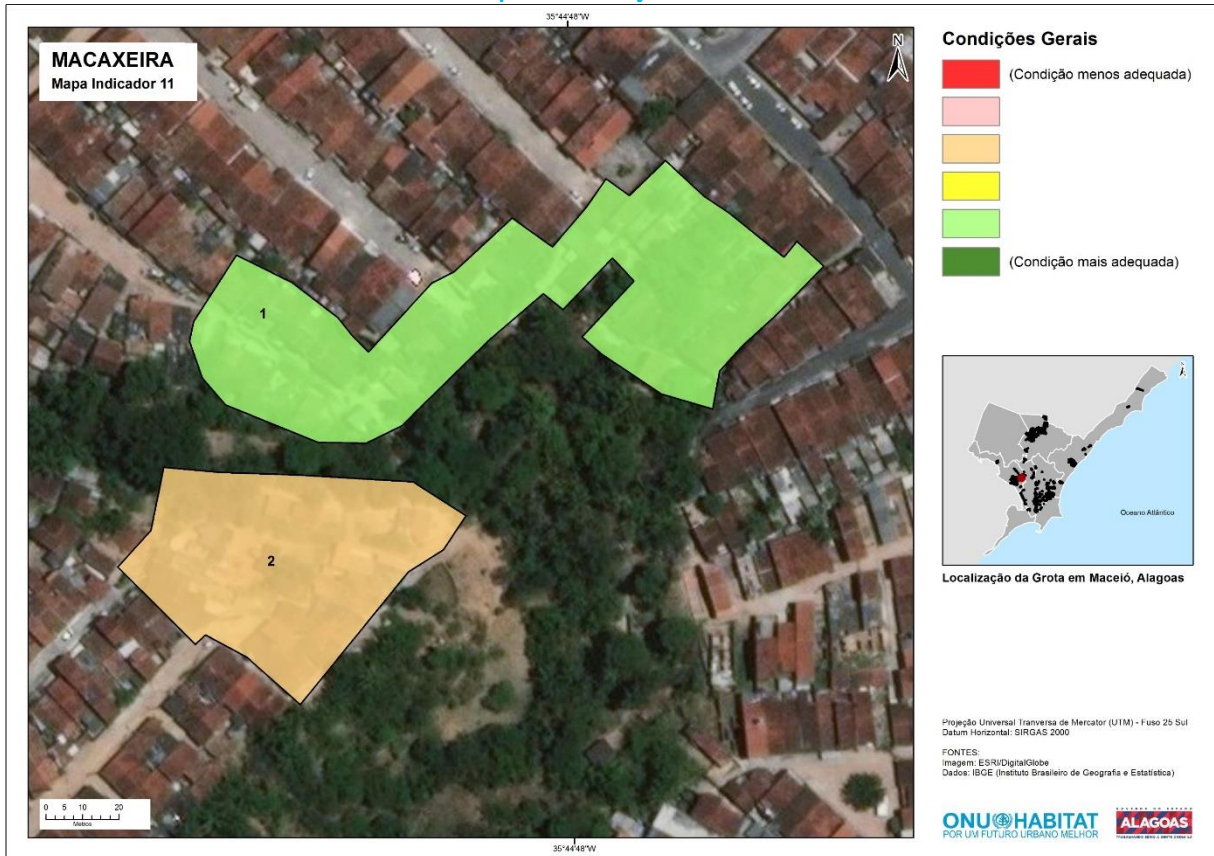 35°44'48"W
MACAXEIRA
Mapa Indicador 11
N
1
2
0 5 10 20
Metros
35°44'48"W
Condições Gerais
(Condição menos adequada)
(Condição mais adequada)
N
Oceano Atlântico
Localização da Grota em Maceió, Alagoas
Projeção Universal Tranversa de Mercator (UTM) - Fuso 25 Sul
Datum Horizontal: SIRGAS 2000
FONTES:
Imagem: ESRI/DigitalGlobe
Dados: IBGE (Instituto Brasileiro de Geografia e Estatística)
ONU HABITAT
POR UM FUTURO URBANO MELHOR
ALAGOAS